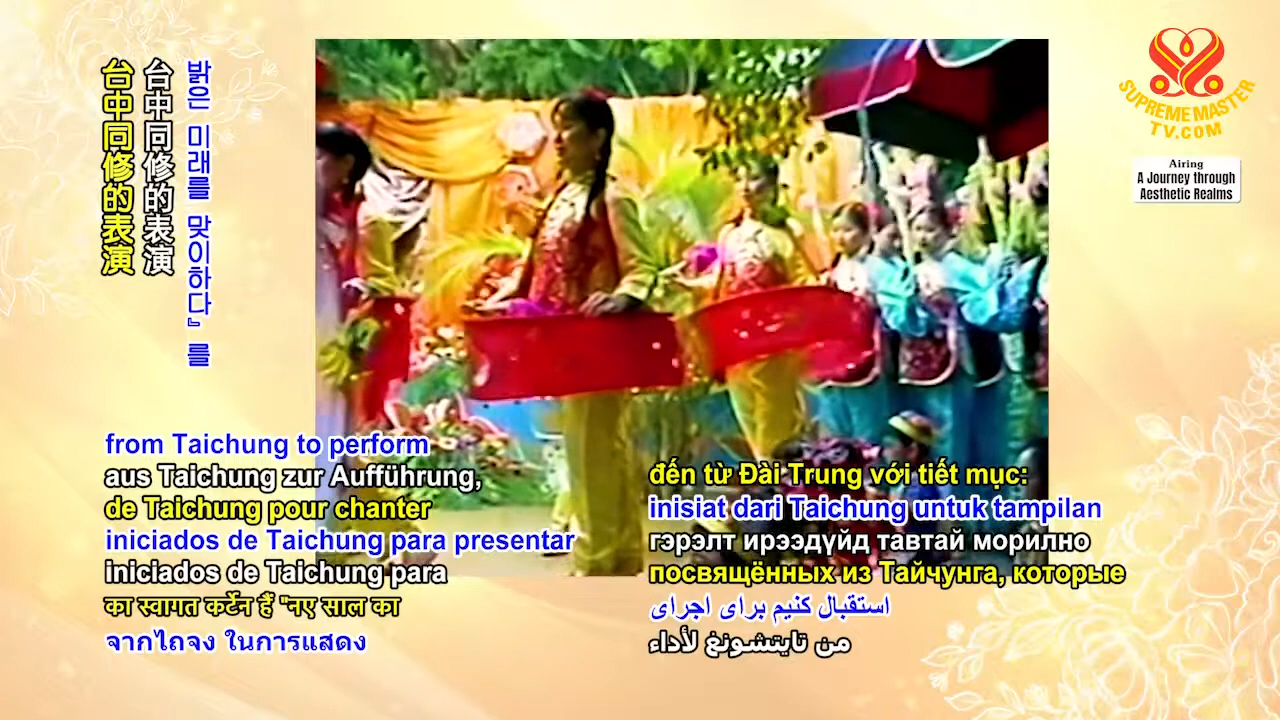 台中同修的表演
台中同修的表演
밝은 미래를 맞이하다』를
SUPREME MASTER
TV.COM
Airing
A Journey through
Aesthetic Realms
from Taichung to perform
aus Taichung zur Aufführung,
de Taichung pour chanter
iniciados de Taichung para presentar
iniciados de Taichung para
का स्वागत कर्टेन हैं "नए साल का
จากไถจง ในการแสดง
đến từ Đài Trung với tiết mục:
inisiat dari Taichung untuk tampilan
гэрэлт ирээдүйд тавтай морилно
посвящённых из Тайчунга, которые
استقبال کنیم برای اجرای
من تايتشونغ لأداء